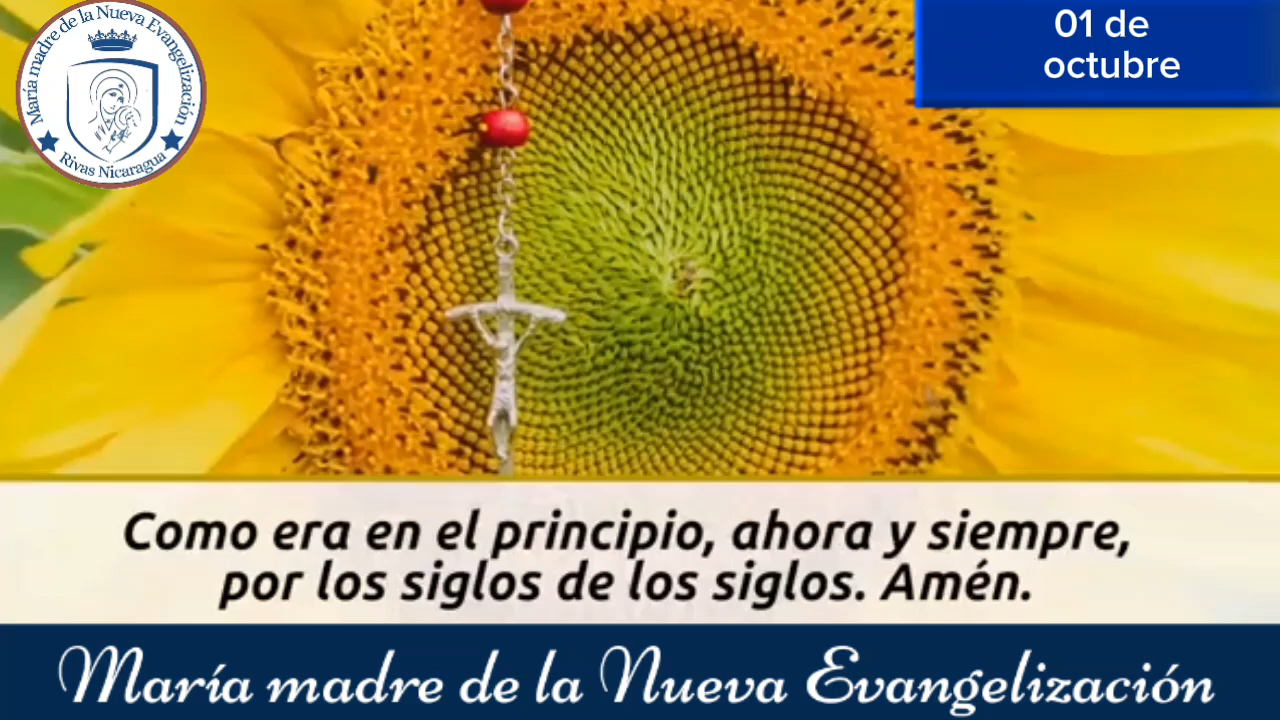 María madre de la Nueva Evangelización
Rivas Nicaragua
01 de
octubre
Como era en el principio, ahora y siempre,
por los siglos de los siglos. Amén.
María madre de la Nueva Evangelización